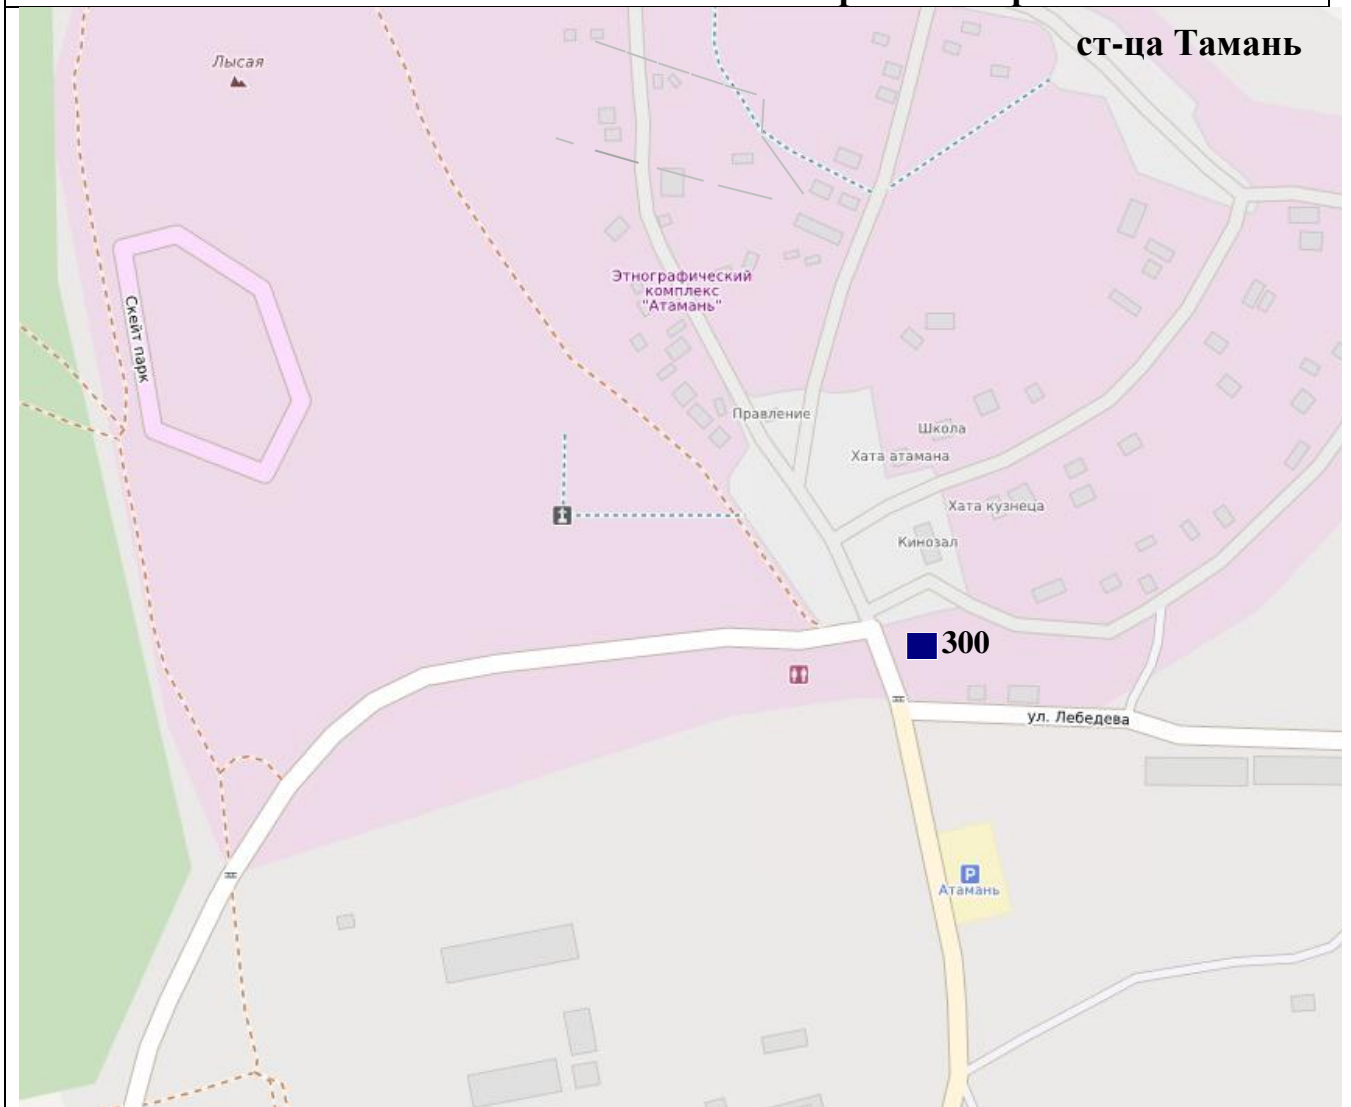 ст-ца Тамань
Лысая
Этнографический
комплекс
"Атамань"
Скейт парк
Правление
Школа
Хата атамана
Хата кузнеца
Кинозал
300
ул. Лебедева
P
Атамань